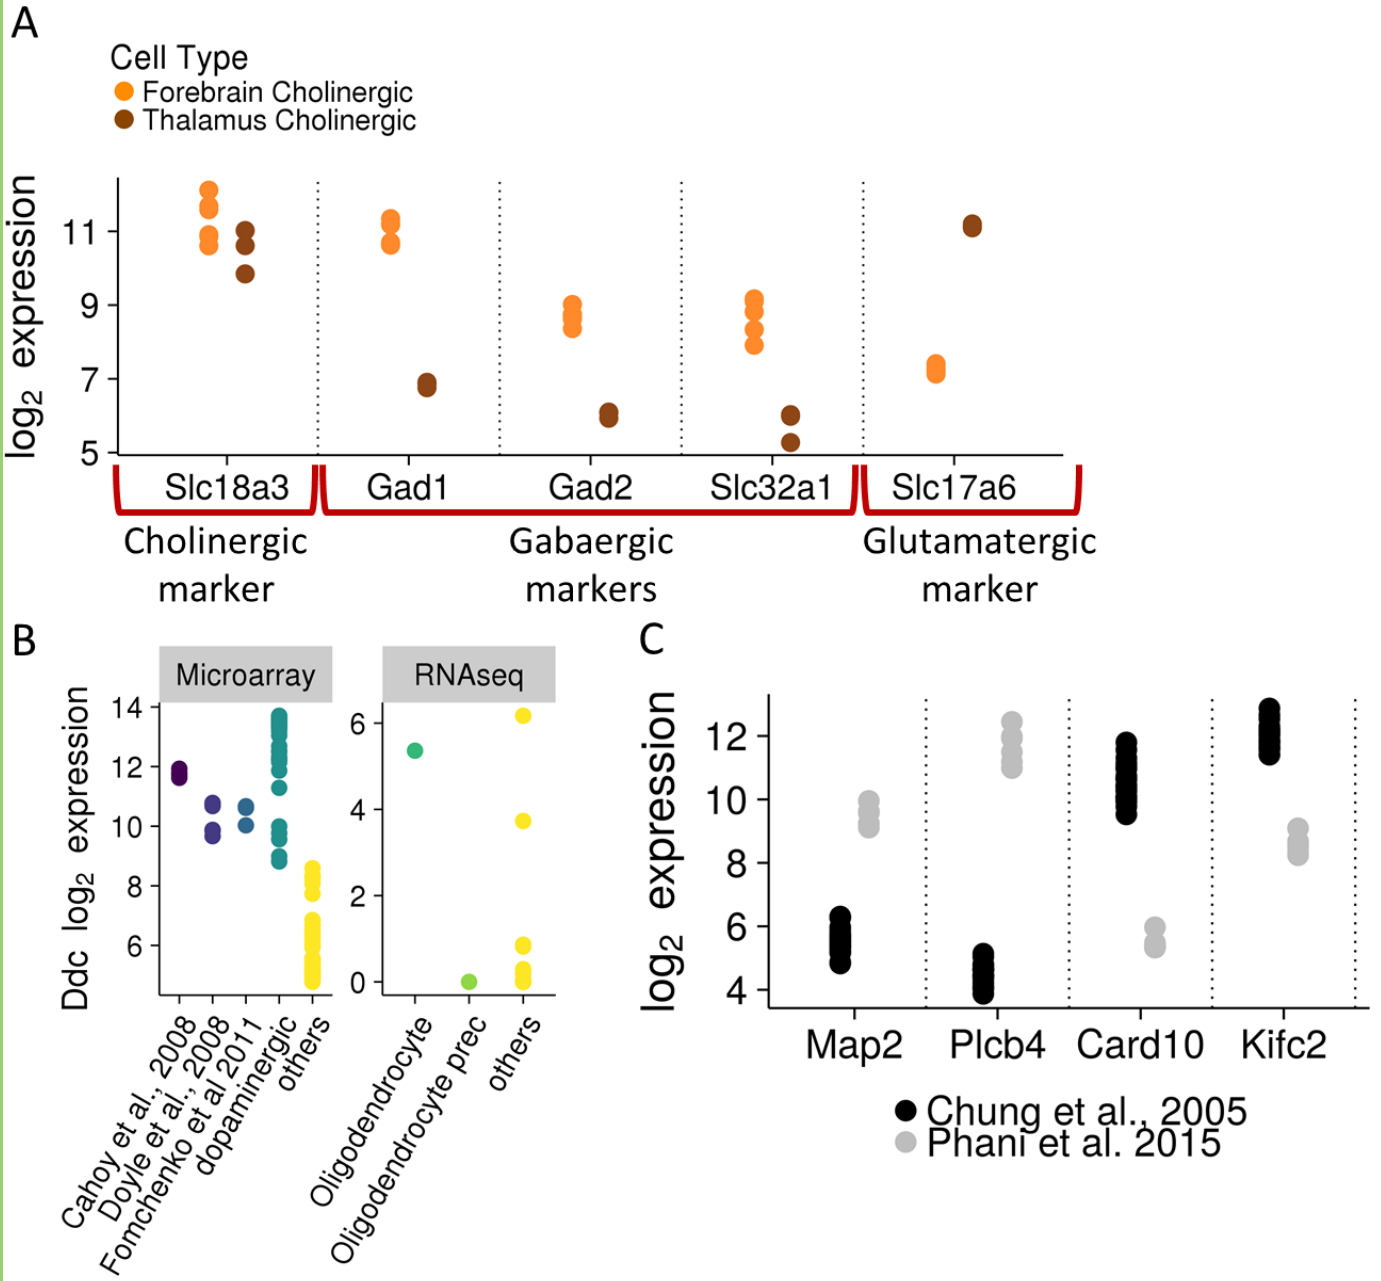 A
Cell Type
Forebrain Cholinergic
Thalamus Cholinergic
log2 expression
11
9
7
5
Slc18a3 Gad1 Gad2 Slc32a1 Slc17a6
Cholinergic marker
Gabaergic markers
Glutamatergic marker
B
Microarray
RNAseq
Ddc log2 expression
14
12
10
8
6
6
4
2
0
Cahoy et al., 2008
Doyle et al., 2008
Fomchenko et al 2011
dopaminergic
others
Oligodendrocyte
Oligodendrocyte prec
others
C
log2 expression
12
10
8
6
4
Map2 Plcb4 Card10 Kifc2
Chung et al., 2005
Phani et al. 2015